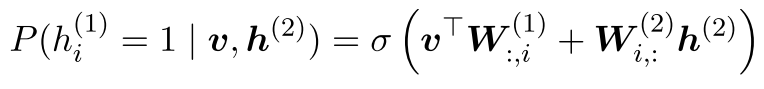 P(h_i^{(1)} = 1 | v, h^{(2)}) = σ(v^⊤ W_{:,i}^{(1)} + W_{i,:}^{(2)} h^{(2)})